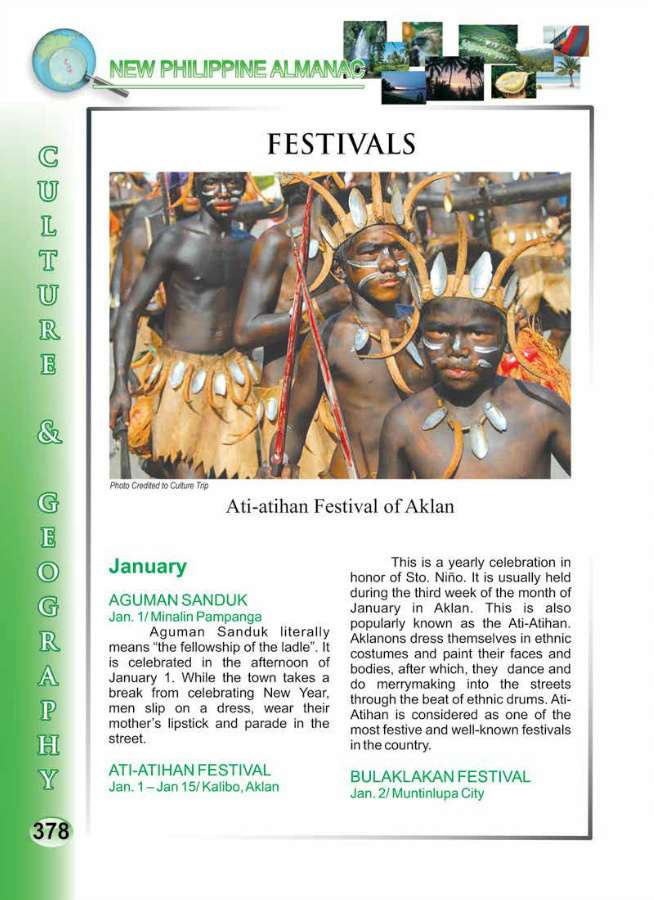 NEW PHILIPPINE ALMANAC
CULTURE & GEOGRAPHY
FESTIVALS
Photo Credited to Culture Trip
Ati-atihan Festival of Aklan
January
AGUMAN SANDUK
Jan. 1/ Minalin Pampanga
Aguman Sanduk literally
means “the fellowship of the ladle”. It
is celebrated in the afternoon of
January 1. While the town takes a
break from celebrating New Year,
men slip on a dress, wear their
mother’s lipstick and parade in the
street.
ATI-ATIHAN FESTIVAL
Jan. 1 – Jan 15/ Kalibo, Aklan
This is a yearly celebration in
honor of Sto. Niño. It is usually held
during the third week of the month of
January in Aklan. This is also
popularly known as the Ati-Atihan.
Aklanons dress themselves in ethnic
costumes and paint their faces and
bodies, after which, they dance and
do merrymaking into the streets
through the beat of ethnic drums. Ati-
Atihan is considered as one of the
most festive and well-known festivals
in the country.
BULAKLAKAN FESTIVAL
Jan. 2/ Muntinlupa City
378